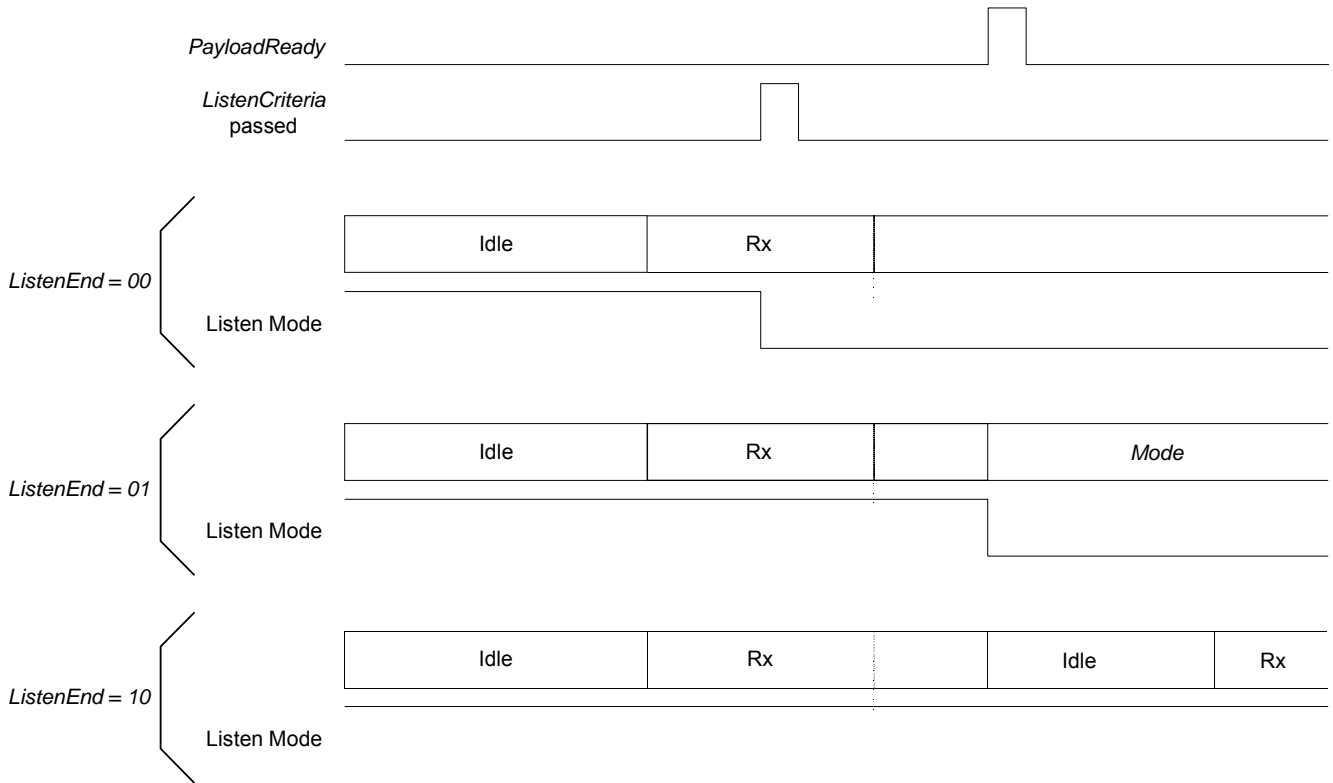 PayloadReady
ListenCriteria
passed
Idle
Rx
ListenEnd = 00
Listen Mode
Idle
Rx
Mode
ListenEnd = 01
Listen Mode
Idle
Rx
Idle
Rx
ListenEnd = 10
Listen Mode